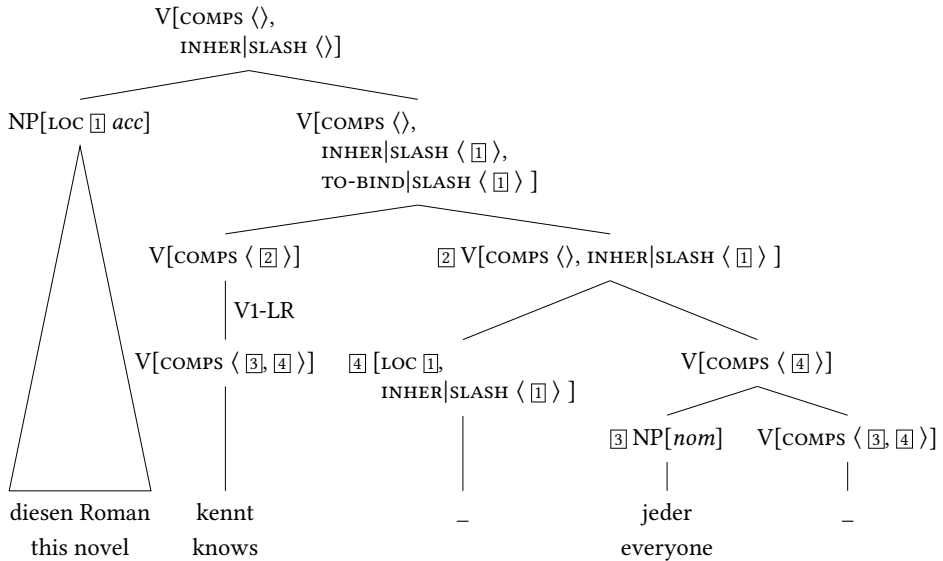 V[COMPS ⟨⟩,
INHER|SLASH ⟨⟩]
NP[LOC 1 acc]
V[COMPS ⟨⟩,
INHER|SLASH ⟨ 1 ⟩,
TO-BIND|SLASH ⟨ 1 ⟩ ]
V[COMPS ⟨ 2 ⟩]
2 V[COMPS ⟨⟩, INHER|SLASH ⟨ 1 ⟩ ]
V1-LR
V[COMPS ⟨ 3, 4 ⟩]
4 [LOC 1,
INHER|SLASH ⟨ 1 ⟩ ]
V[COMPS ⟨ 4 ⟩]
3 NP[nom]
V[COMPS ⟨ 3, 4 ⟩]
diesen Roman kennt _ jeder _
this novel knows everyone